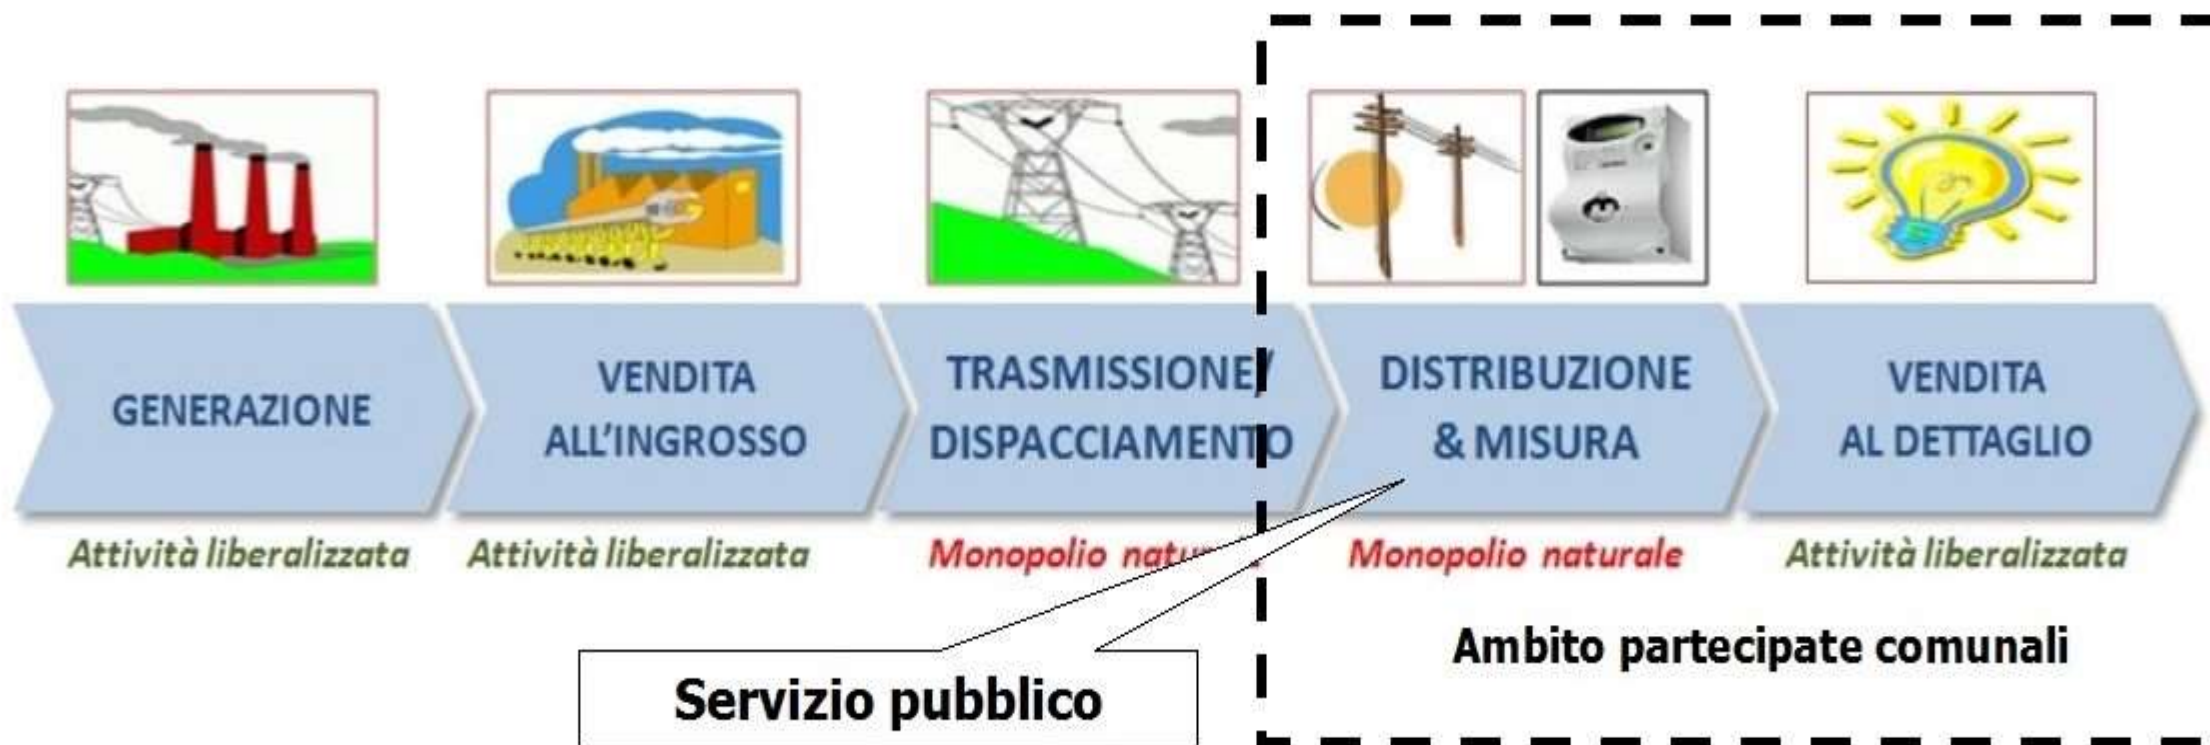 GENERAZIONE
VENDITA
ALL'INGROSSO
TRASMISSIONE/
DISPACCIAMENTO
DISTRIBUZIONE
& MISURA
VENDITA
AL DETTAGLIO
Attività liberalizzata
Attività liberalizzata
Monopolio naturale
Monopolio naturale
Attività liberalizzata
Ambito partecipate comunali
Servizio pubblico